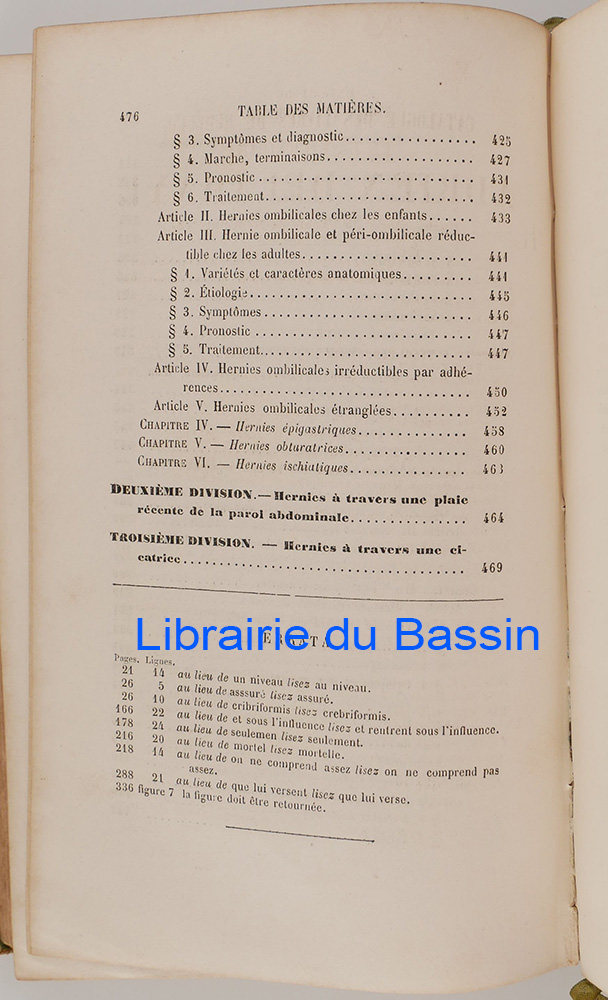 476 TABLE DES MATIÈRES.
§ 3. Symptômes et diagnostic................. 425
§ 4. Marche, terminaisons................... 427
§ 5. Pronostic ............................ 431
§ 6. Traitement........................... 432
Article II. Hernies ombilicales chez les enfants...... 433
Article III. Hernie ombilicale et péri-ombilicale réduc-
tible chez les adultes...................... 441
§ 1. Variétés et caractères anatomiques......... 441
§ 2. Étiologie............................. 445
§ 3. Symptômes........................... 446
§ 4. Pronostic ............................ 447
§ 5. Traitement........................... 447
Article IV. Hernies ombilicales irréductibles par adhé-
rences................................. 450
Article V. Hernies ombilicales étranglées.......... 452
CHAPITRE IV. — Hernies épigastriques.............. 458
CHAPITRE V. — Hernies obturatrices................ 460
CHAPITRE VI. — Hernies ischiatiques............... 463
DEUXIÈME DIVISION.— Hernies à travers une plaie
récente de la paroi abdominale............... 464
TROISIÈME DIVISION. — Hernies à travers une ci-
catrice.................................... 469
ERRATA
Librairie du Bassin
Pages. Lignes.
21 14 au lieu de un niveau lisez au niveau.
26 5 au lieu de asssuré lisez assuré.
26 10 au lieu de cribriformis lisez crebriformis.
166 22 au lieu de et sous l'influence lisez et rentrent sous l'influence.
178 24 au lieu de seulemen lisez seulement.
216 20 au lieu de mortel lisez mortelle.
218 14 au lieu de on ne comprend assez lisez on ne comprend pas
assez.
288 21 au lieu de que lui versent lisez que lui verse.
336 figure 7 la figure doit être retournée.